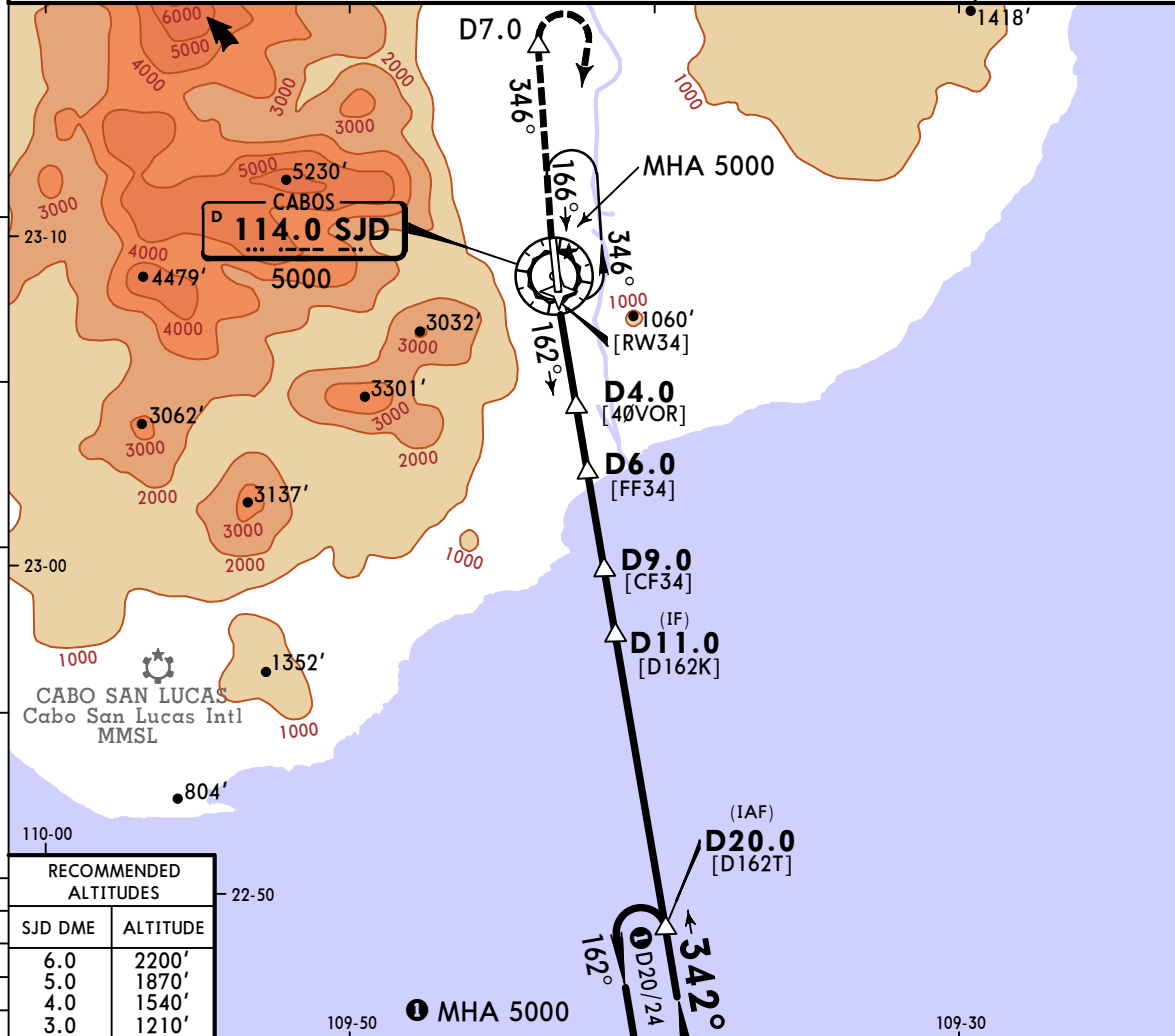 6000
5000
4000
3000
2000
3000
D7.0
1418'
1000
346°
5000
5230'
166°
MHA 5000
3000
CABOS
D
114.0 SJD
23-10
4000
4479'
5000
346°
1000
1060'
[RW34]
4000
3032'
3000
162°
3301'
3000
D4.0
[4ØVOR]
3062'
3000
2000
2000
D6.0
[FF34]
3137'
3000
2000
1000
23-00
D9.0
[CF34]
(IF)
D11.0
[D162K]
1000
1352'
CABO SAN LUCAS
Cabo San Lucas Intl
MMSL
1000
804'
(IAF)
D20.0
[D162T]
110-00
RECOMMENDED
ALTITUDES
SJD DME ALTITUDE
6.0 2200'
5.0 1870'
4.0 1540'
3.0 1210'
22-50
162°
1 D20/24
342°
1 MHA 5000
109-50
109-30